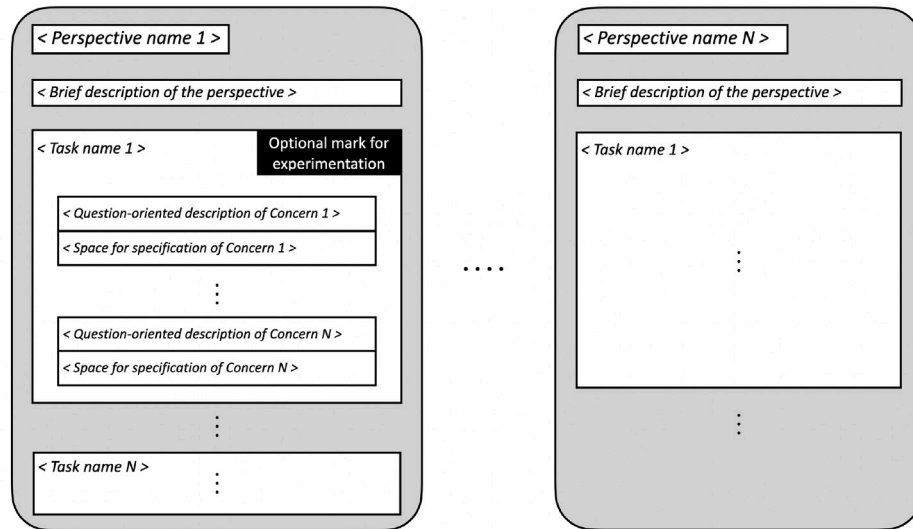 < Perspective name 1 >
< Brief description of the perspective >
< Task name 1 >
Optional mark for
experimentation
< Question-oriented description of Concern 1 >
< Space for specification of Concern 1 >
< Question-oriented description of Concern N >
< Space for specification of Concern N >
< Task name N >
....
< Perspective name N >
< Brief description of the perspective >
< Task name 1 >